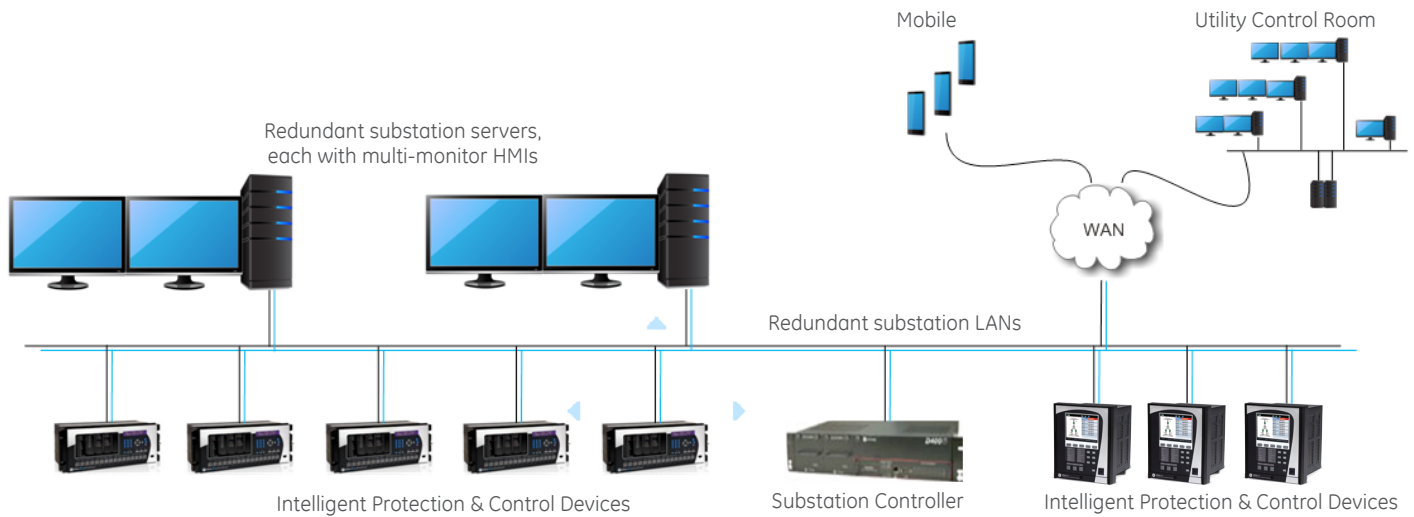 Mobile
Utility Control Room
Redundant substation servers,
each with multi-monitor HMIs
WAN
Redundant substation LANs
D400
Intelligent Protection & Control Devices
Substation Controller
Intelligent Protection & Control Devices